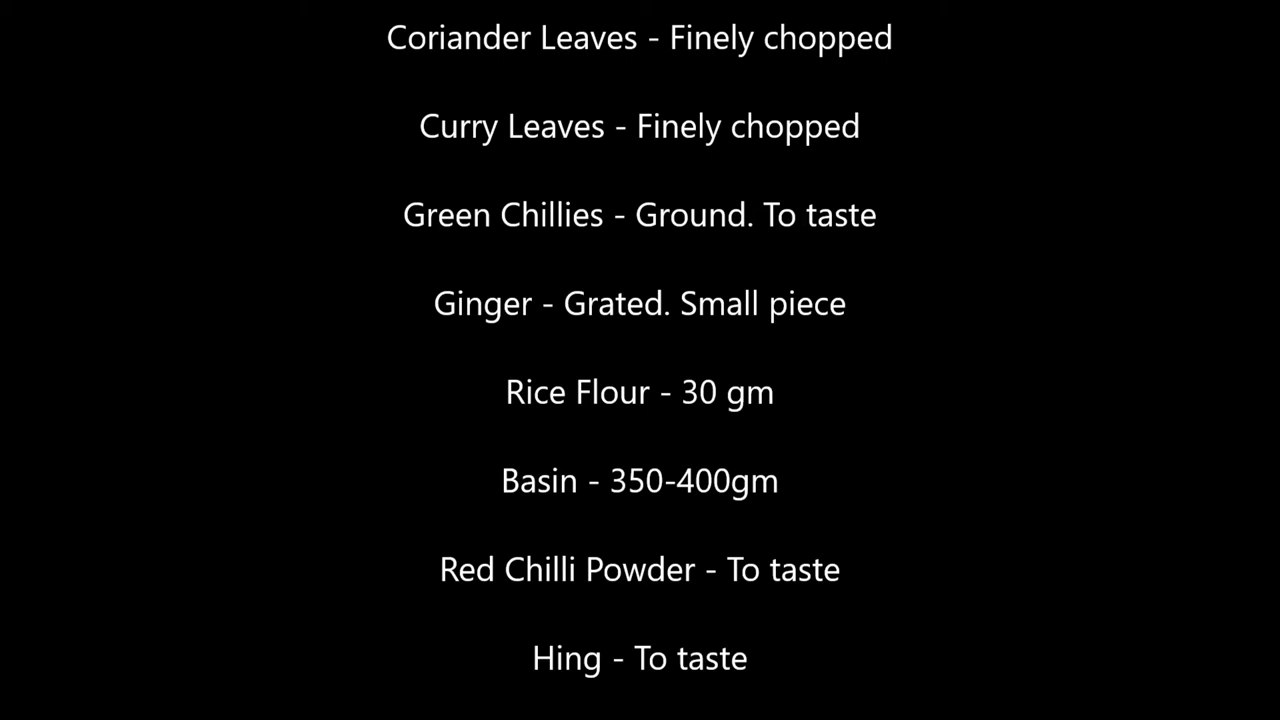 Coriander Leaves - Finely chopped
Curry Leaves - Finely chopped
Green Chillies - Ground. To taste
Ginger - Grated. Small piece
Rice Flour - 30 gm
Basin - 350-400gm
Red Chilli Powder - To taste
Hing - To taste